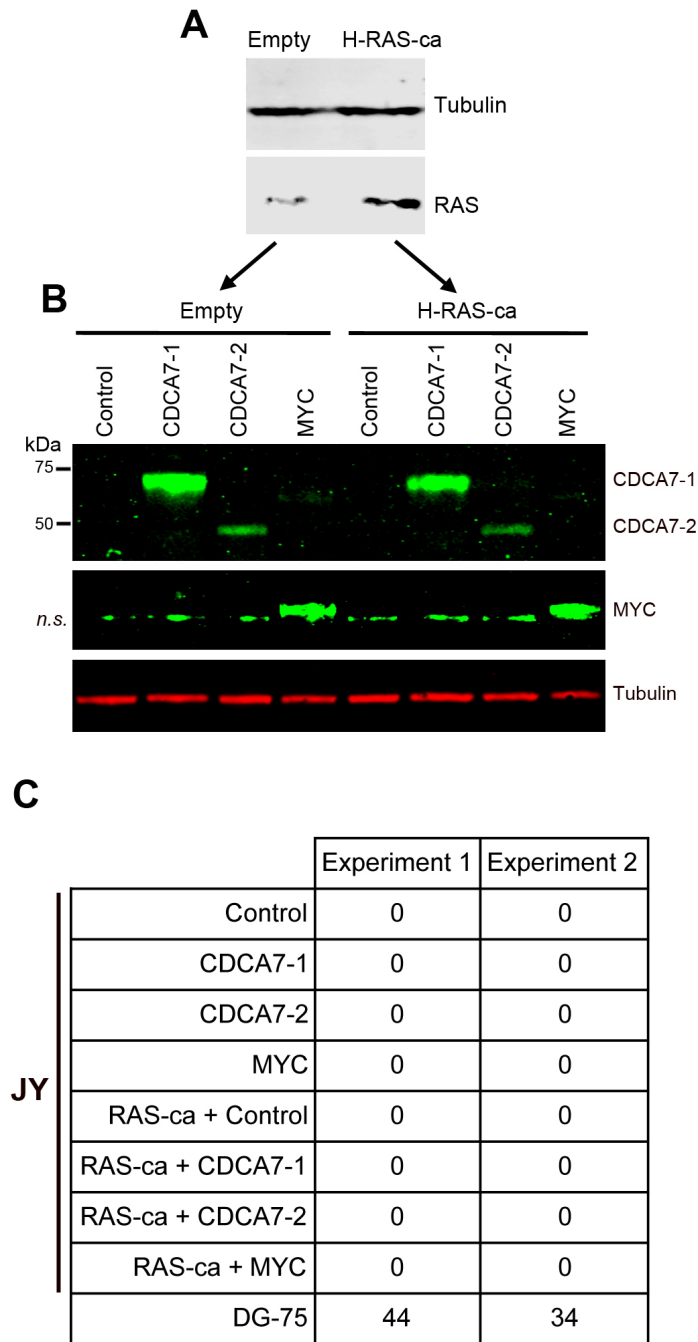 A
Empty H-RAS-ca
Tubulin
RAS
B
Empty H-RAS-ca
Control CDCA7-1 CDCA7-2 MYC Control CDCA7-1 CDCA7-2 MYC
kDa
75
CDCA7-1
50
CDCA7-2
n.s.
MYC
Tubulin
C
Experiment 1 Experiment 2
JY
Control 0 0
CDCA7-1 0 0
CDCA7-2 0 0
MYC 0 0
RAS-ca + Control 0 0
RAS-ca + CDCA7-1 0 0
RAS-ca + CDCA7-2 0 0
RAS-ca + MYC 0 0
DG-75 44 34